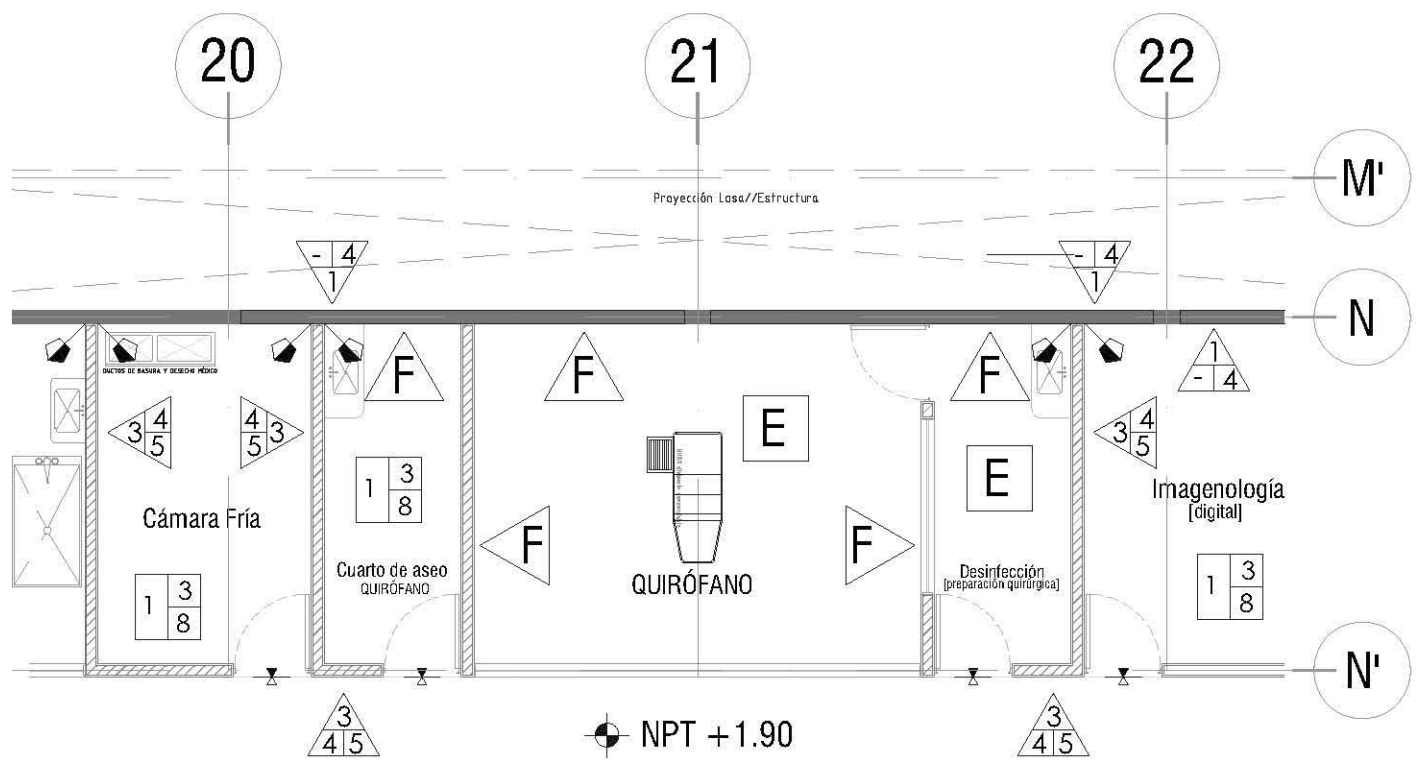 20
21
22
M'
Proyección Losa//Estructura
- 4
1
- 4
1
N
DUCTOS DE BASURA Y DESECHO MÉDICO
F
F
F
1
- 4
3 4
5
4 3
5
E
3 4
5
1 3
8
E
Cámara Fría
Imagenología
[digital]
F
F
Cuarto de aseo
QUIRÓFANO
QUIRÓFANO
Desinfección
[preparación quirúrgica]
1 3
8
1 3
8
N'
3
4 5
NPT +1.90
3
4 5